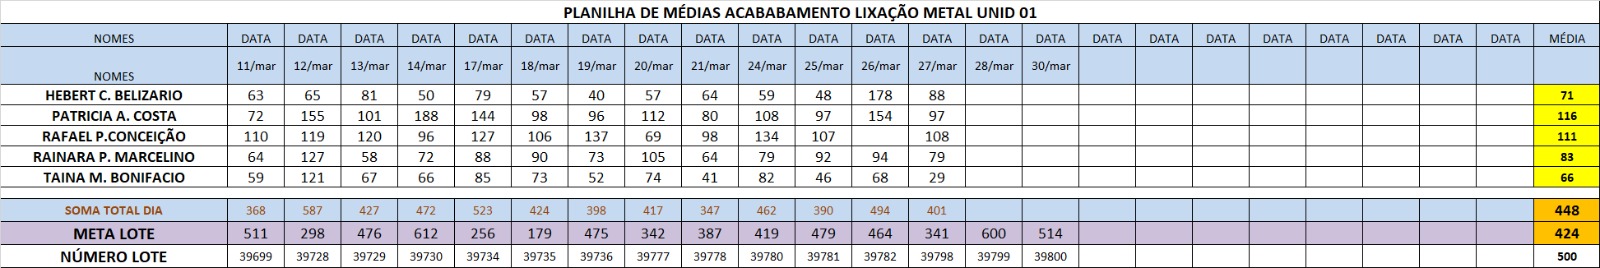 PLANILHA DE MÉDIAS ACABABAMENTO LIXAÇÃO METAL UNID 01
NOMES DATA DATA DATA DATA DATA DATA DATA DATA DATA DATA DATA DATA DATA DATA DATA DATA DATA DATA DATA DATA DATA DATA MÉDIA
NOMES 11/mar 12/mar 13/mar 14/mar 17/mar 18/mar 19/mar 20/mar 21/mar 24/mar 25/mar 26/mar 27/mar 28/mar 30/mar
HEBERT C. BELIZARIO 63 65 81 50 79 57 40 57 64 59 48 178 88 71
PATRICIA A. COSTA 72 155 101 188 144 98 96 112 80 108 97 154 97 116
RAFAEL P.CONCEIÇÃO 110 119 120 96 127 106 137 69 98 134 107 108 111
RAINARA P. MARCELINO 64 127 58 72 88 90 73 105 64 79 92 94 79 83
TAINA M. BONIFACIO 59 121 67 66 85 73 52 74 41 82 46 68 29 66
SOMA TOTAL DIA 368 587 427 472 523 424 398 417 347 462 390 494 401 448
META LOTE 511 298 476 612 256 179 475 342 387 419 479 464 341 600 514 424
NÚMERO LOTE 39699 39728 39729 39730 39734 39735 39736 39777 39778 39780 39781 39782 39798 39799 39800 500